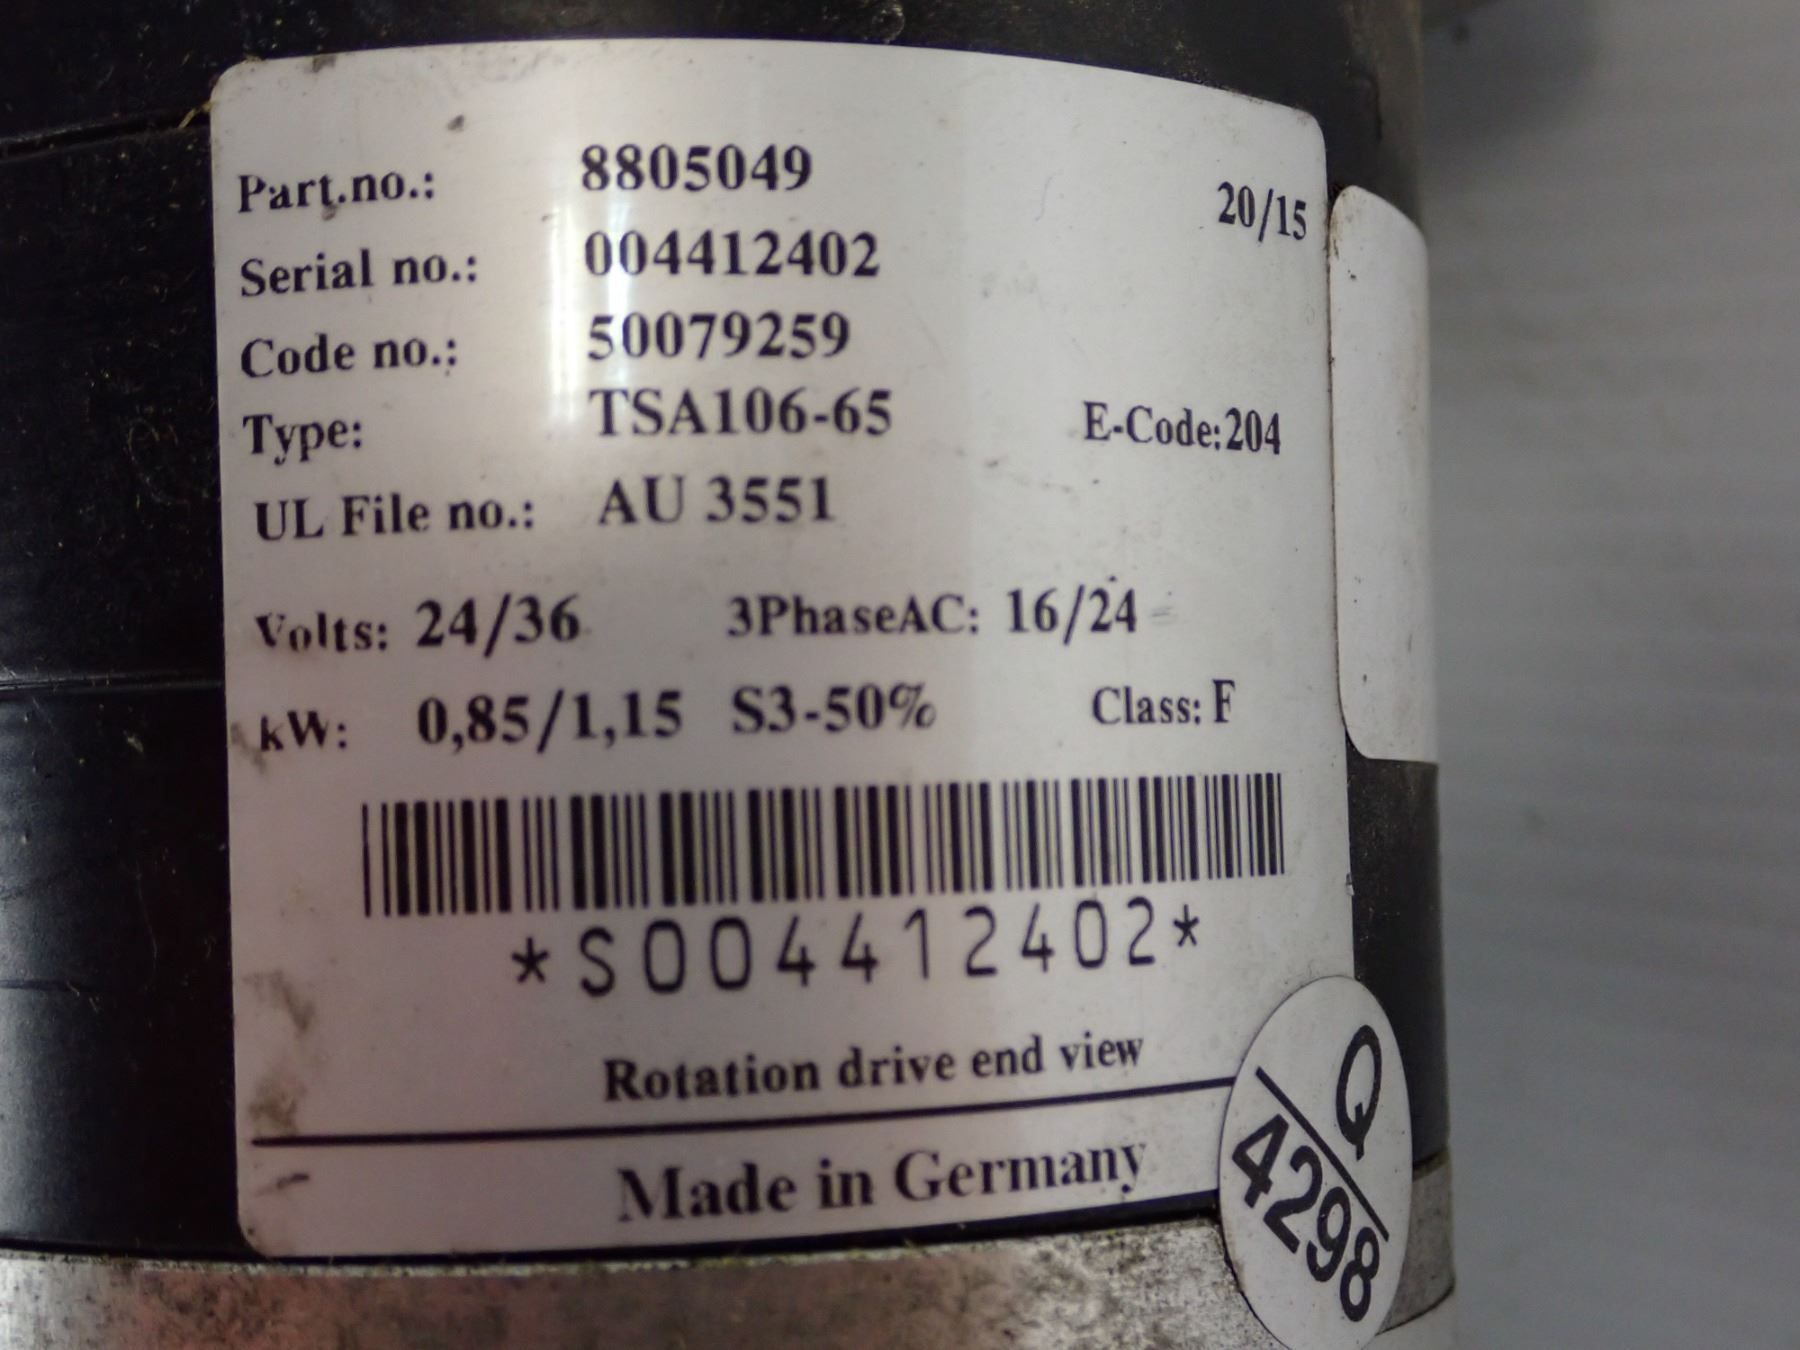 Part.no.: 8805049
20/15
Serial no.: 004412402
Code no.: 50079259
Type: TSA106-65 E-Code:204
UL File no.: AU 3551
Volts: 24/36 3PhaseAC: 16/24
kW: 0,85/1,15 S3-50% Class: F
*S004412402*
Rotation drive end view
Made in Germany
Q
4298